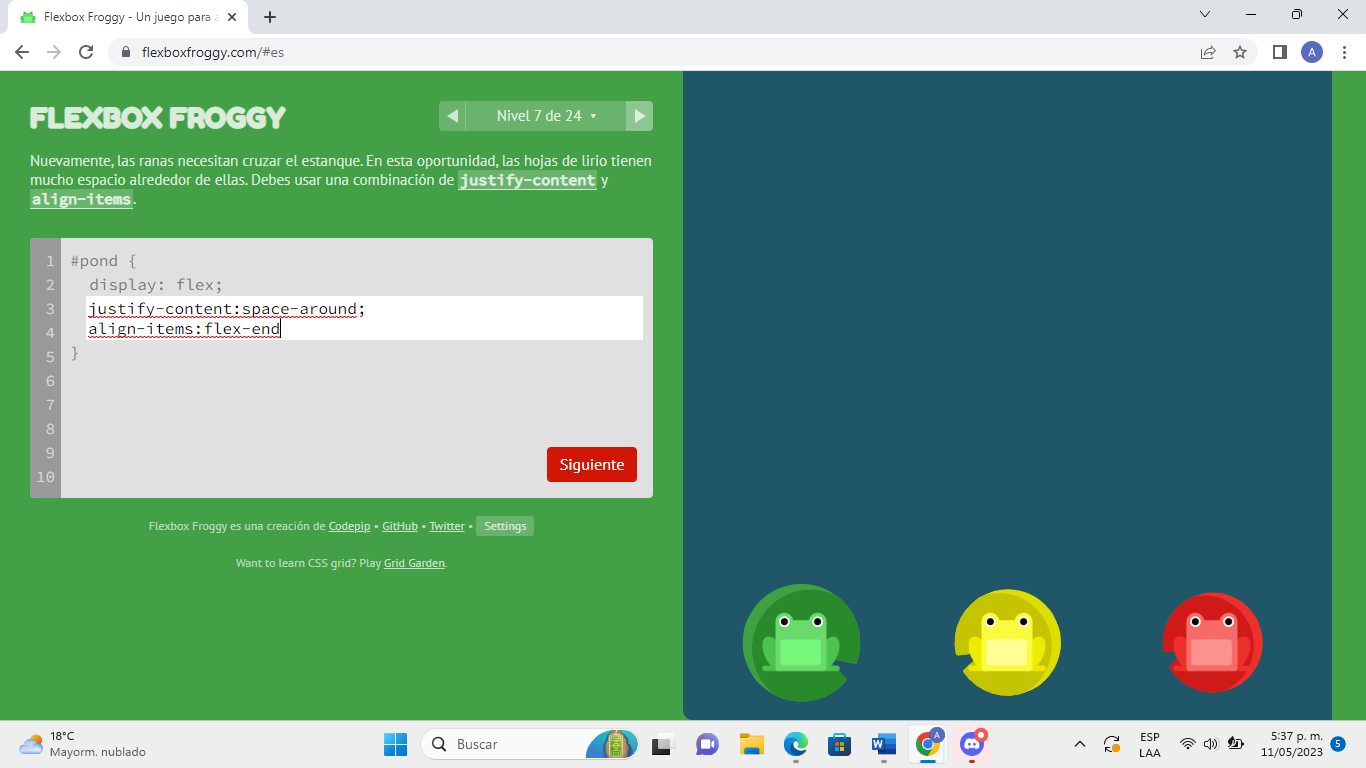 Flexbox Froggy - Un juego para a
flexboxfroggy.com/#es
A
FLEXBOX FROGGY
Nivel 7 de 24
Nuevamente, las ranas necesitan cruzar el estanque. En esta oportunidad, las hojas de lirio tienen
mucho espacio alrededor de ellas. Debes usar una combinación de justify-content y
align-items.
1 #pond {
2 display: flex;
3 justify-content:space-around;
4 align-items:flex-end
5 }
6
7
8
9
10
Siguiente
Flexbox Froggy es una creación de Codepip • GitHub • Twitter • Settings
Want to learn CSS grid? Play Grid Garden.
18°C
Mayorm. nublado
Buscar
A
ESP
LAA
5:37 p. m.
11/05/2023
5